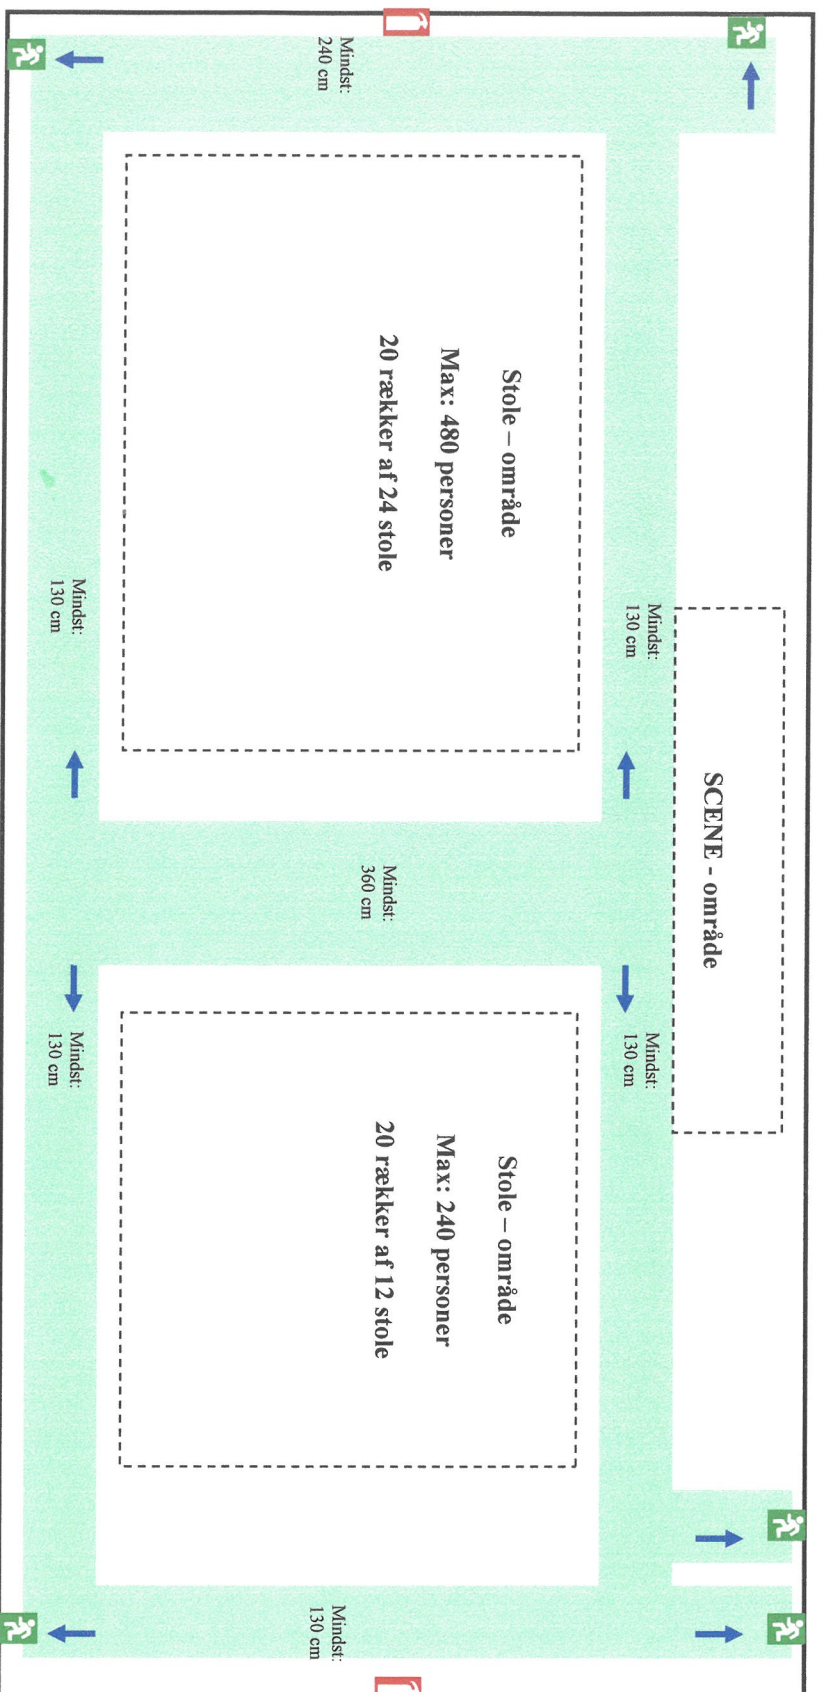 SCENE - område
Mindst:
130 cm
Mindst:
130 cm
Mindst:
240 cm
Stole – område
Max: 480 personer
20 rækker af 24 stole
Mindst:
360 cm
Stole – område
Max: 240 personer
20 rækker af 12 stole
Mindst:
130 cm
Mindst:
130 cm
Mindst:
130 cm